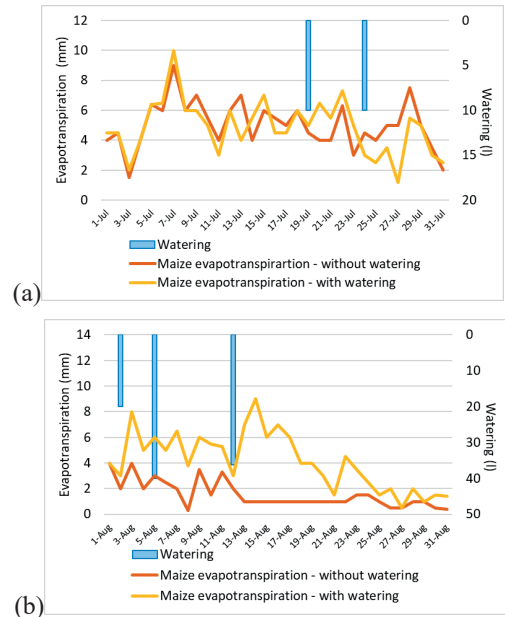 12
10
8
6
4
2
0
Evapotranspiration (mm)
0
5
10
15
20
Watering (l)
1-Jul
3-Jul
5-Jul
7-Jul
9-Jul
11-Jul
13-Jul
15-Jul
17-Jul
19-Jul
21-Jul
23-Jul
25-Jul
27-Jul
29-Jul
31-Jul
Watering
Maize evapotranspirartion - without watering
Maize evapotranspiration - with watering
(a)
14
12
10
8
6
4
2
0
Evapotranspiration (mm)
0
10
20
30
40
50
Watering (l)
1-Aug
3-Aug
5-Aug
7-Aug
9-Aug
11-Aug
13-Aug
15-Aug
17-Aug
19-Aug
21-Aug
23-Aug
25-Aug
27-Aug
29-Aug
31-Aug
Watering
Maize evapotranspiration - without watering
Maize evapotranspiration - with watering
(b)